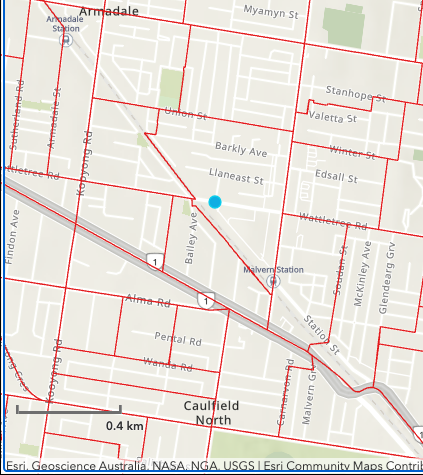 Armadale
Myamyn St
Armadale
Station
Stanhope St
Sutherland Rd
Armadale St
Union St
Valetta St
Kooyong Rd
Barkly Ave
Winter St
Llaneast St
Edsall St
Wattletree Rd
Findon Ave
Bailey Ave
Soudan St
McKinley Ave
Glendearg Grv
1
Malvern Station
Alma Rd
1
Station St
Pental Rd
Wanda Rd
Kooyong Rd
Carnarvon Rd
Malvern Grv
Caulfield
North
0.4 km
1
Esri, Geoscience Australia, NASA, NGA, USGS | Esri Community Maps Contri